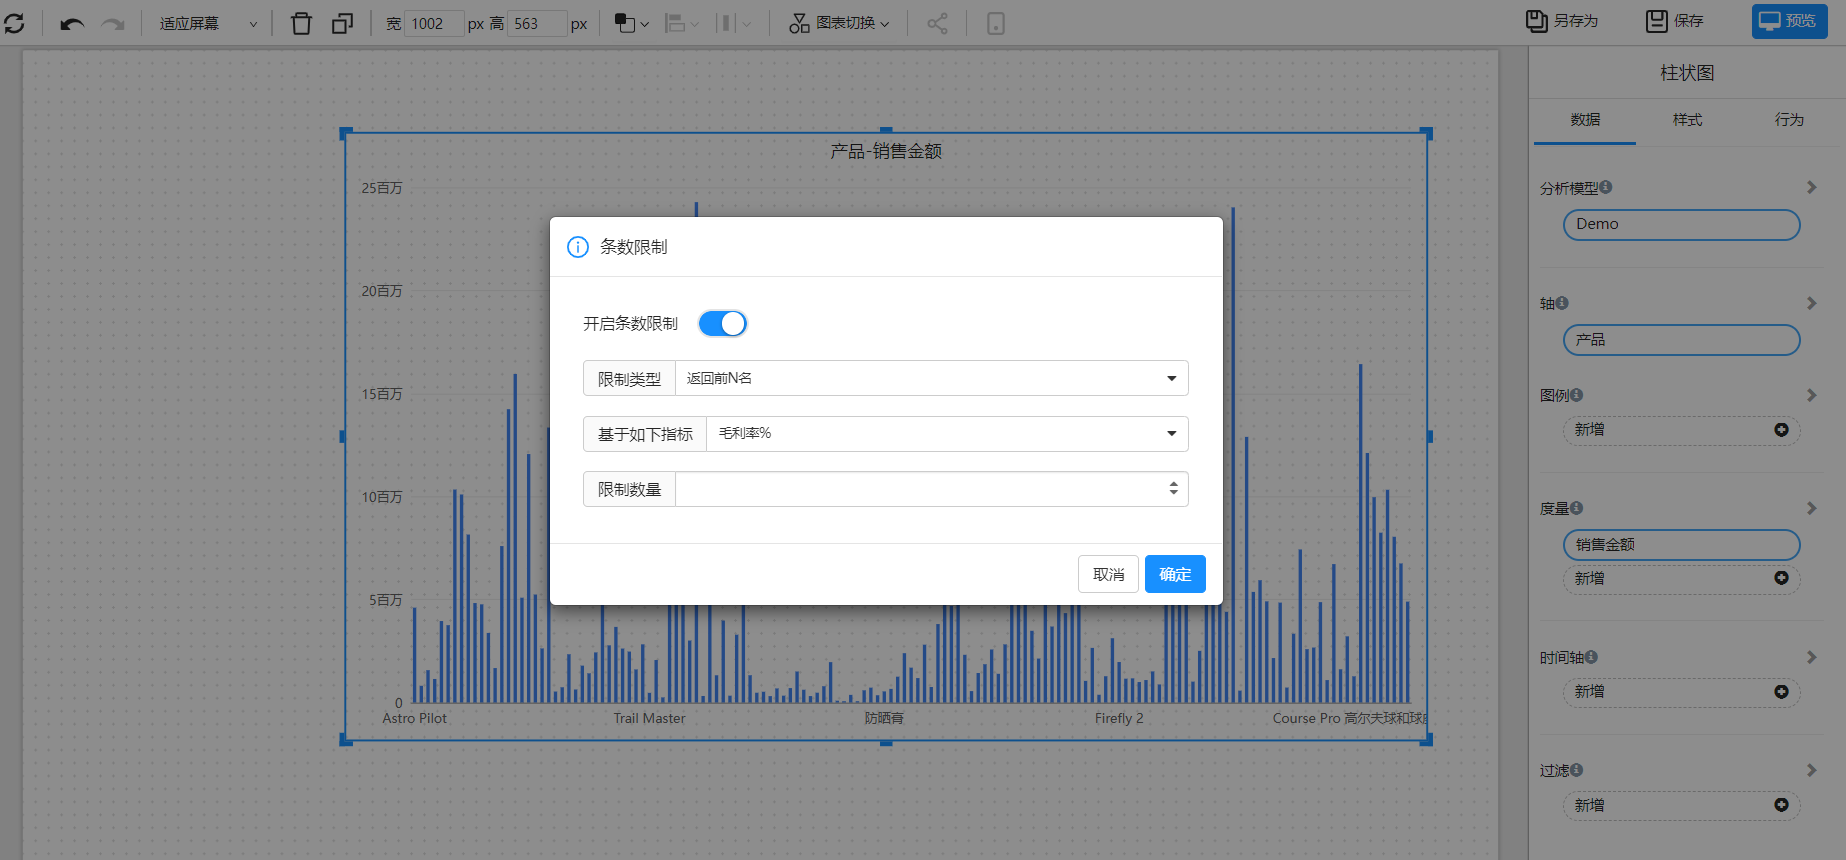 适应屏幕
宽 1002 px 高 563 px
图表切换
另存为
保存
预览
柱状图
数据
样式
行为
分析模型
Demo
轴
产品
图例
新增
度量
销售金额
新增
时间轴
新增
过滤
新增
产品-销售金额
25百万
20百万
15百万
10百万
5百万
0
Astro Pilot
Trail Master
防晒膏
Firefly 2
Course Pro 高尔夫球和球
条数限制
开启条数限制
限制类型
返回前N名
基于如下指标
毛利率%
限制数量
取消
确定